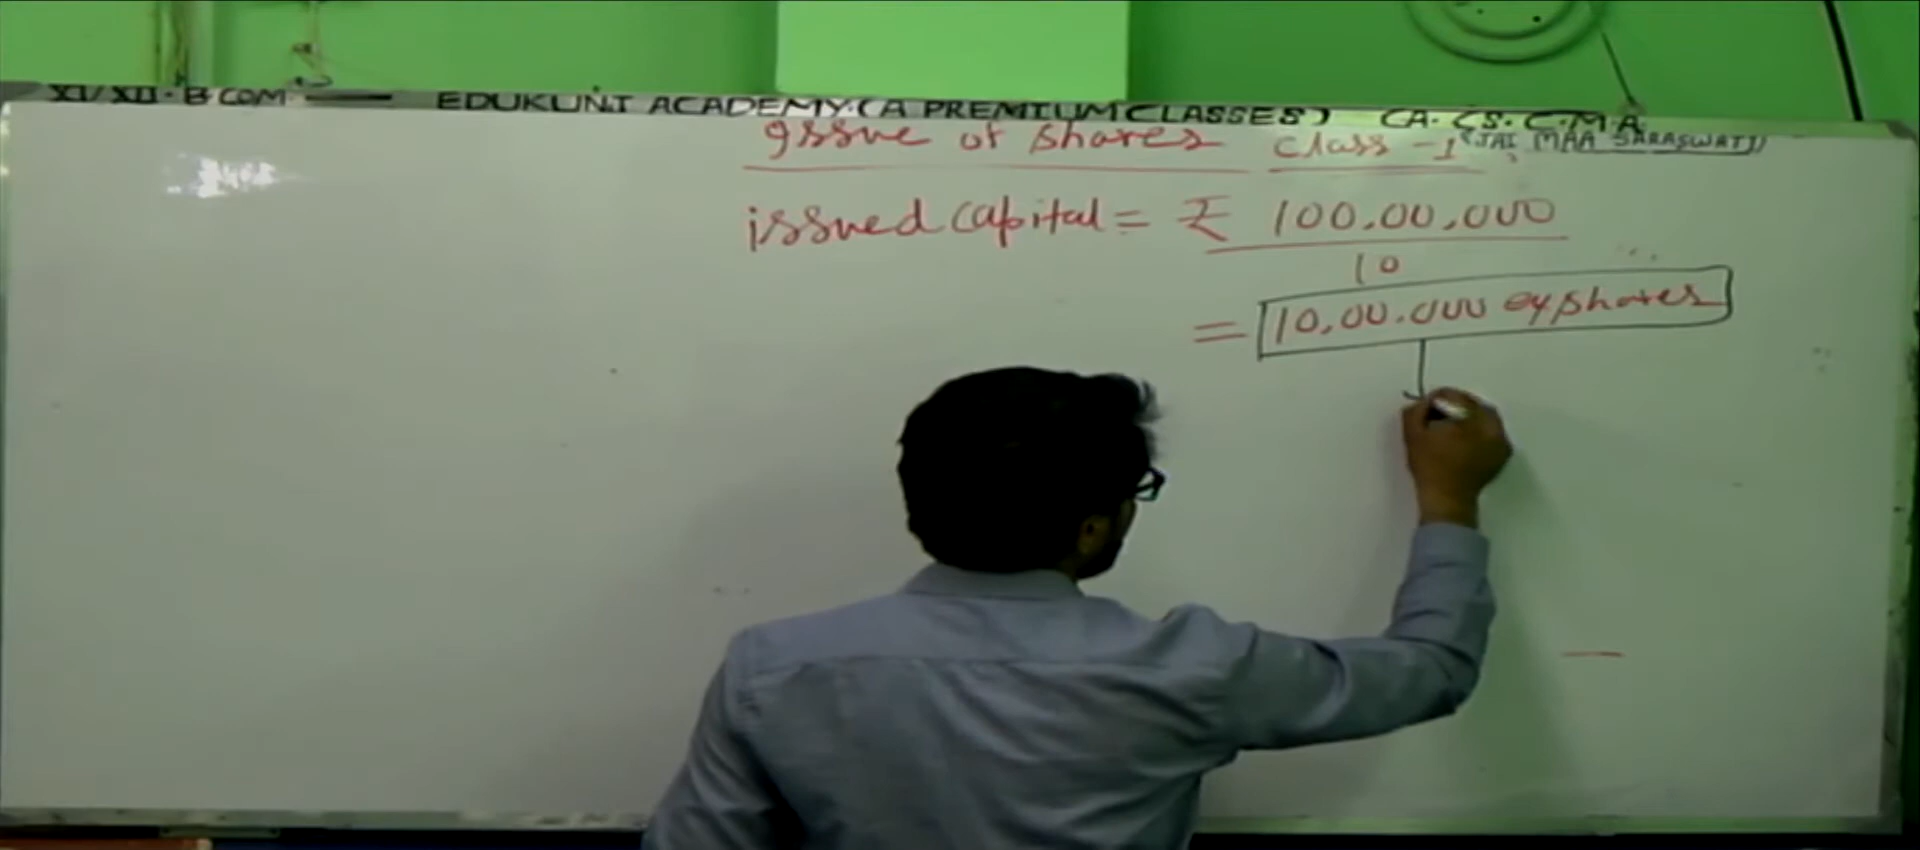 XI/XII. B.COM — EDUKUNJ ACADEMY.(A PREMIUM CLASSES) CA. CS. C.M.A
(JAI MAA SARASWATI)
Issue of shares class -1
issued capital = ₹ 100,00,000
10
= 10,00,000 eq shares